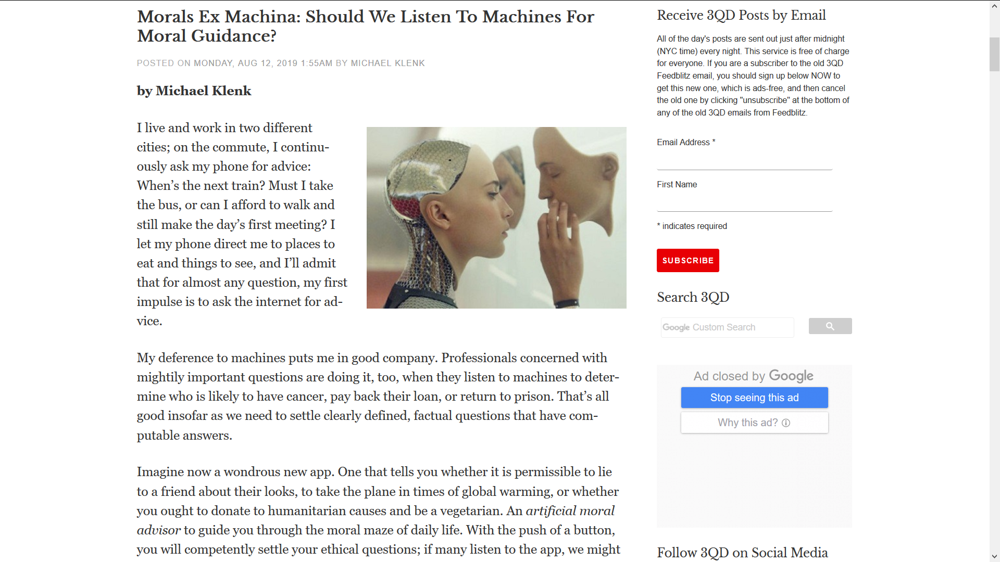 Morals Ex Machina: Should We Listen To Machines For
Moral Guidance?
POSTED ON MONDAY, AUG 12, 2019 1:55AM BY MICHAEL KLENK
by Michael Klenk
I live and work in two different
cities; on the commute, I continu-
ously ask my phone for advice:
When’s the next train? Must I take
the bus, or can I afford to walk and
still make the day’s first meeting? I
let my phone direct me to places to
eat and things to see, and I’ll admit
that for almost any question, my first
impulse is to ask the internet for ad-
vice.
My deference to machines puts me in good company. Professionals concerned with
mightily important questions are doing it, too, when they listen to machines to deter-
mine who is likely to have cancer, pay back their loan, or return to prison. That’s all
good insofar as we need to settle clearly defined, factual questions that have com-
putable answers.
Imagine now a wondrous new app. One that tells you whether it is permissible to lie
to a friend about their looks, to take the plane in times of global warming, or whether
you ought to donate to humanitarian causes and be a vegetarian. An artificial moral
advisor to guide you through the moral maze of daily life. With the push of a button,
you will competently settle your ethical questions; if many listen to the app, we might
Receive 3QD Posts by Email
All of the day's posts are sent out just after midnight
(NYC time) every night. This service is free of charge
for everyone. If you are a subscriber to the old 3QD
Feedblitz email, you should sign up below NOW to
get this new one, which is ads-free, and then cancel
the old one by clicking "unsubscribe" at the bottom of
any of the old 3QD emails from Feedblitz.
Email Address *
First Name
* indicates required
SUBSCRIBE
Search 3QD
Google Custom Search
Ad closed by Google
Stop seeing this ad
Why this ad?
Follow 3QD on Social Media